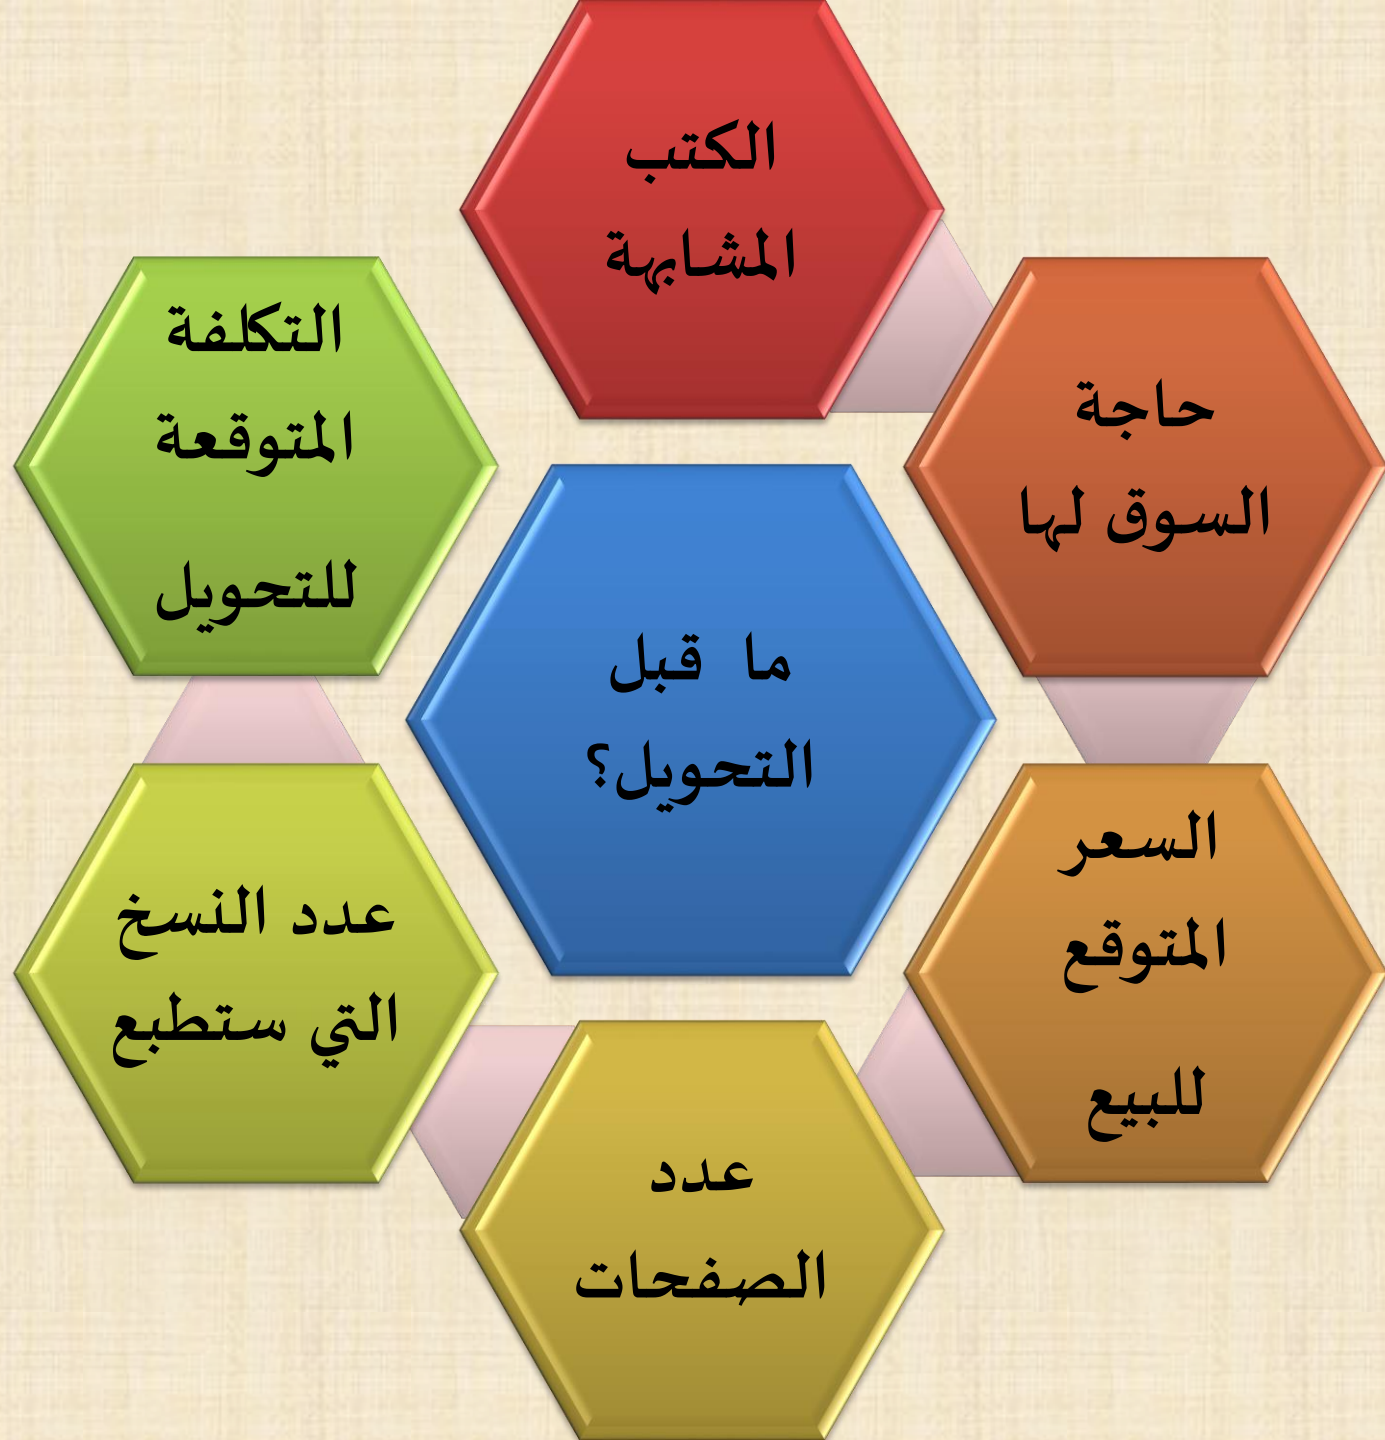 الكتب
المشابهة
حاجة
السوق لها
السعر
المتوقع
للبيع
عدد
الصفحات
عدد النسخ
التي ستطبع
التكلفة
المتوقعة
للتحويل
ما قبل
التحويل؟